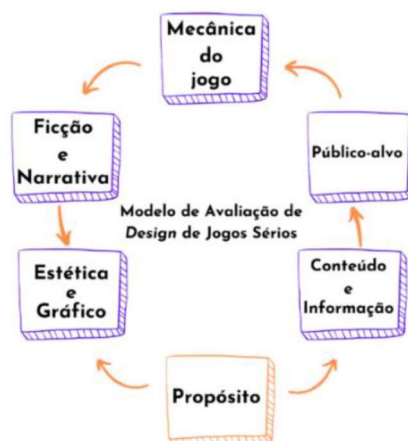 Mecânica
do
jogo
Ficção
e
Narrativa
Público-alvo
Modelo de Avaliação de
Design de Jogos Sérios
Estética
e
Gráfico
Conteúdo
e
Informação
Propósito